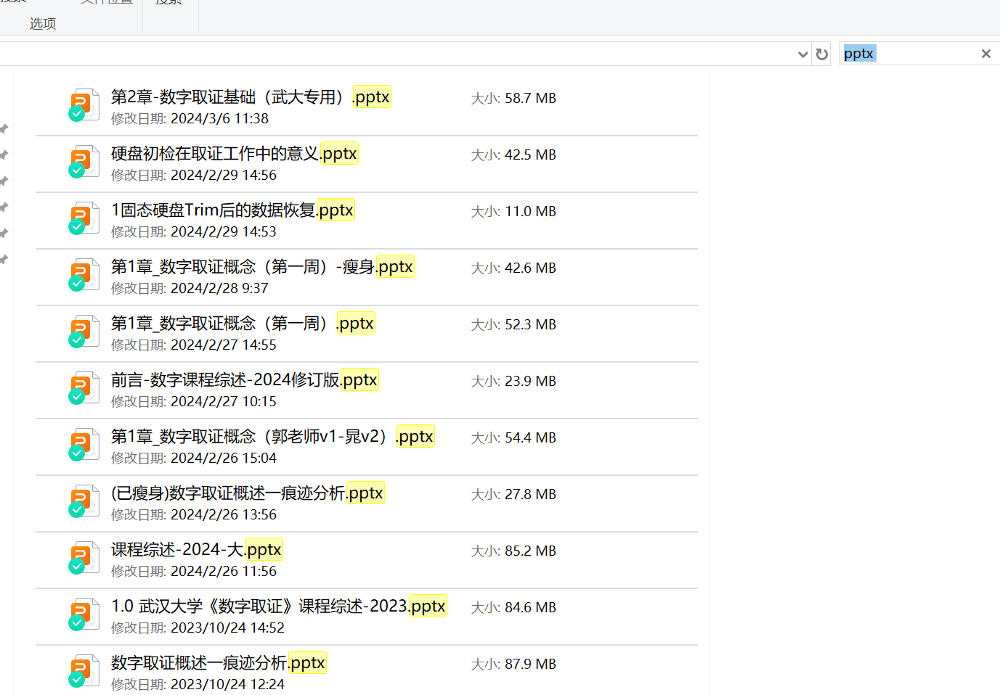 选项
pptx
第2章-数字取证基础（武大专用）.pptx
大小: 58.7 MB
修改日期: 2024/3/6 11:38
硬盘初检在取证工作中的意义.pptx
大小: 42.5 MB
修改日期: 2024/2/29 14:56
1固态硬盘Trim后的数据恢复.pptx
大小: 11.0 MB
修改日期: 2024/2/29 14:53
第1章_数字取证概念（第一周）-瘦身.pptx
大小: 42.6 MB
修改日期: 2024/2/28 9:37
第1章_数字取证概念（第一周）.pptx
大小: 52.3 MB
修改日期: 2024/2/27 14:55
前言-数字课程综述-2024修订版.pptx
大小: 23.9 MB
修改日期: 2024/2/27 10:15
第1章_数字取证概念（郭老师v1-晁v2）.pptx
大小: 54.4 MB
修改日期: 2024/2/26 15:04
(已瘦身)数字取证概述一痕迹分析.pptx
大小: 27.8 MB
修改日期: 2024/2/26 13:56
课程综述-2024-大.pptx
大小: 85.2 MB
修改日期: 2024/2/26 11:56
1.0 武汉大学《数字取证》课程综述-2023.pptx
大小: 84.6 MB
修改日期: 2023/10/24 14:52
数字取证概述一痕迹分析.pptx
大小: 87.9 MB
修改日期: 2023/10/24 12:24